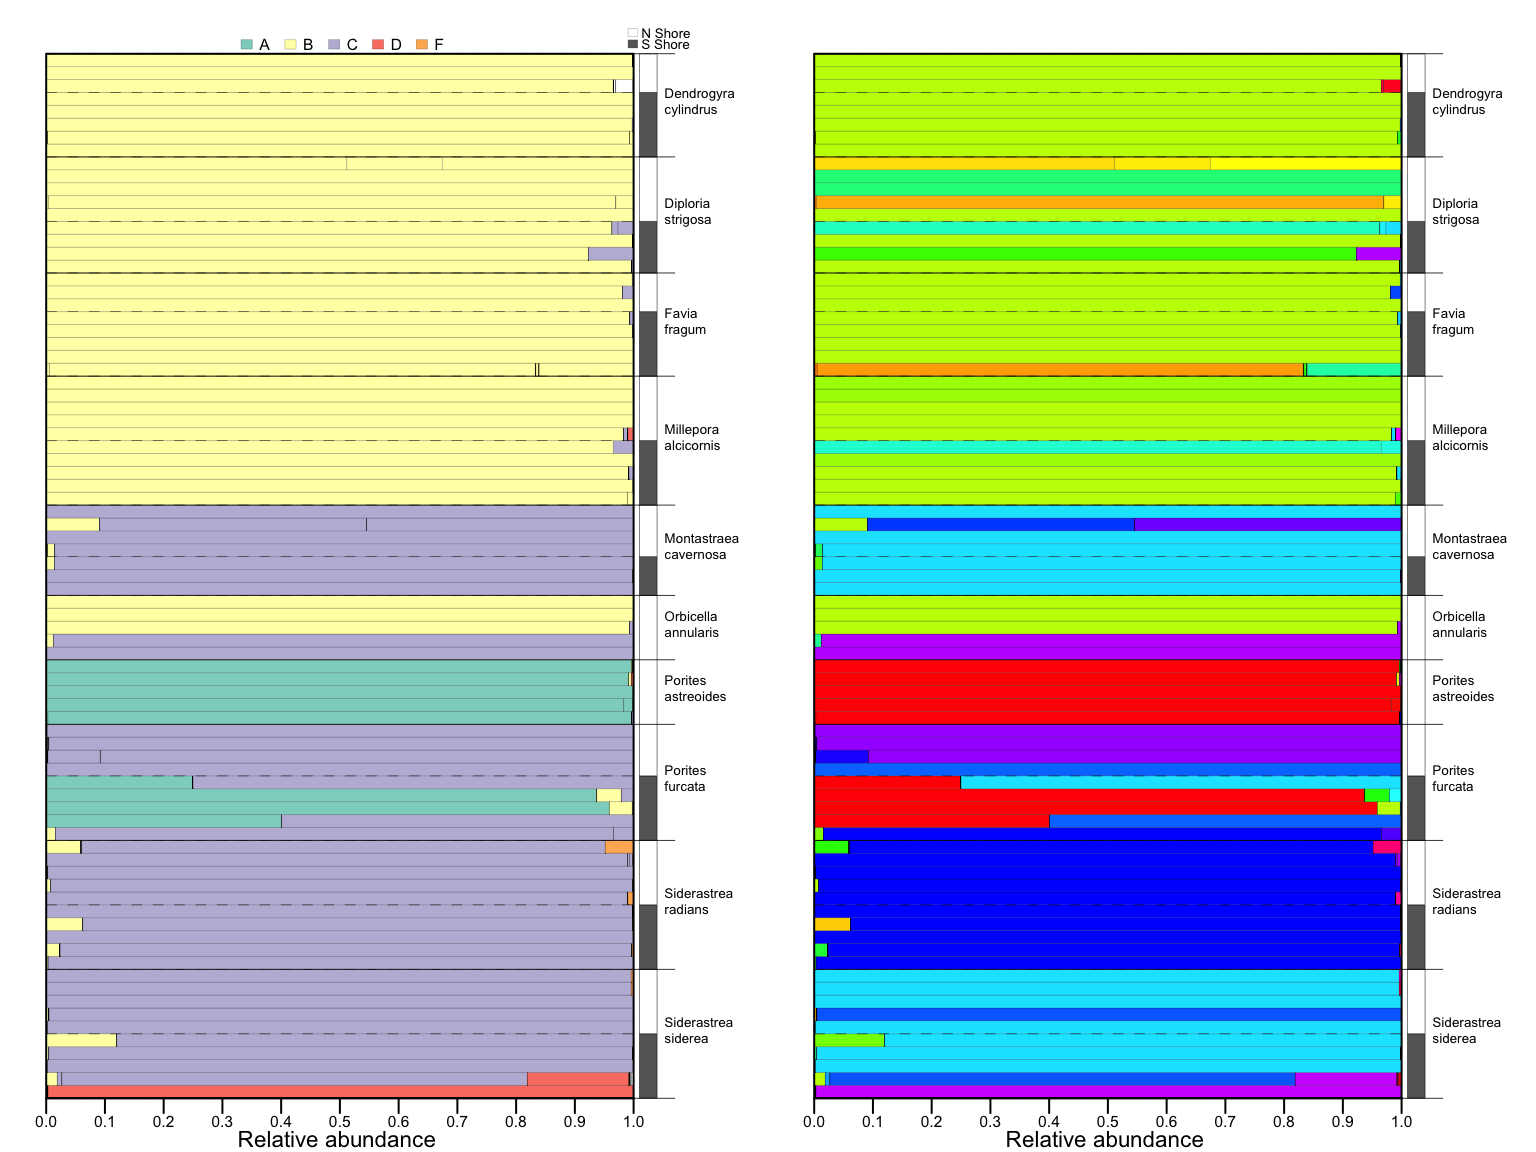 N Shore
S Shore
A B C D F
Dendrogyra
cylindrus
Diploria
strigosa
Favia
fragum
Millepora
alcicornis
Montastraea
cavernosa
Orbicella
annularis
Porites
astreoides
Porites
furcata
Siderastrea
radians
Siderastrea
siderea
0.0 0.1 0.2 0.3 0.4 0.5 0.6 0.7 0.8 0.9 1.0
Relative abundance
Dendrogyra
cylindrus
Diploria
strigosa
Favia
fragum
Millepora
alcicornis
Montastraea
cavernosa
Orbicella
annularis
Porites
astreoides
Porites
furcata
Siderastrea
radians
Siderastrea
siderea
0.0 0.1 0.2 0.3 0.4 0.5 0.6 0.7 0.8 0.9 1.0
Relative abundance